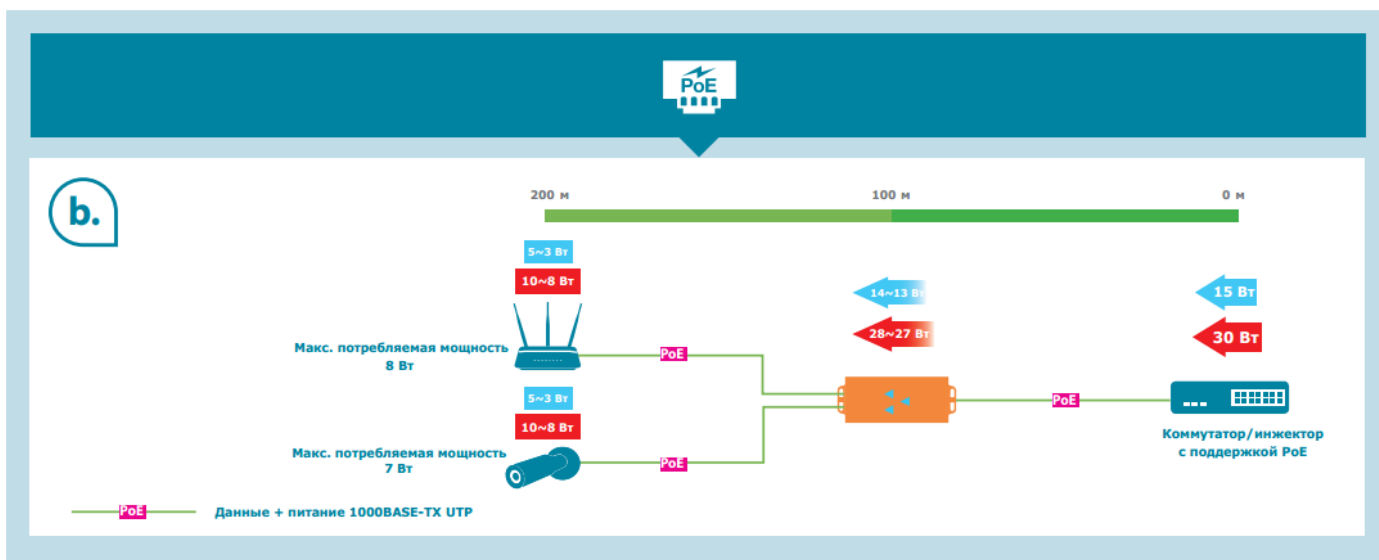 PoE
b.
200 м 100 м 0 м
5~3 Вт
10~8 Вт
14~13 Вт
15 Вт
28~27 Вт
30 Вт
Макс. потребляемая мощность
8 Вт
PoE
5~3 Вт
10~8 Вт
PoE
Коммутатор/инжектор
с поддержкой PoE
Макс. потребляемая мощность
7 Вт
PoE
PoE Данные + питание 1000BASE-TX UTP